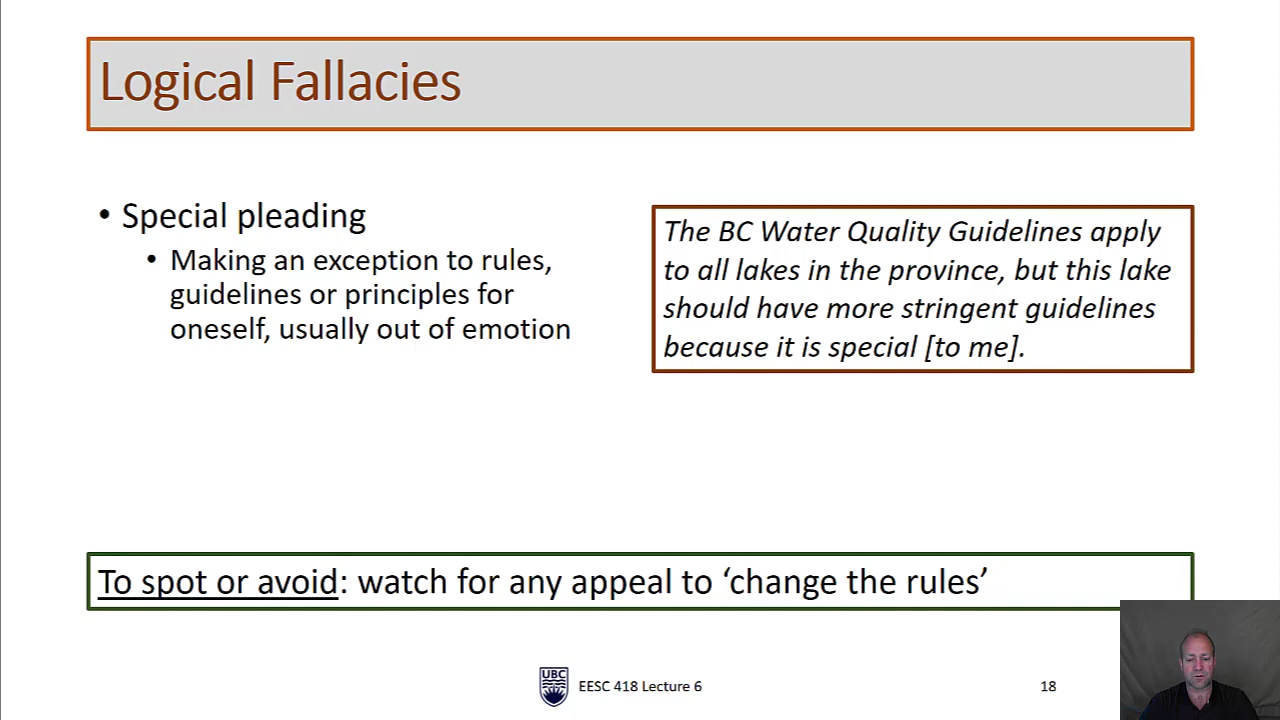 Logical Fallacies
• Special pleading
• Making an exception to rules,
guidelines or principles for
oneself, usually out of emotion
The BC Water Quality Guidelines apply
to all lakes in the province, but this lake
should have more stringent guidelines
because it is special [to me].
To spot or avoid: watch for any appeal to ‘change the rules’
UBC
EESC 418 Lecture 6
18